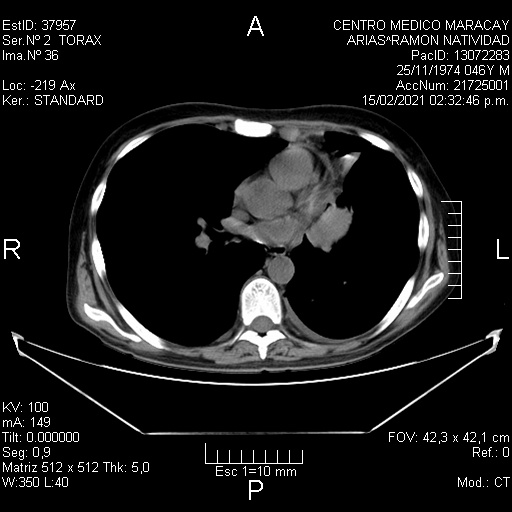 EstID: 37957
Ser.Nº 2 TORAX
Ima.Nº 36
Loc: -219 Ax
Ker.: STANDARD
A
CENTRO MEDICO MARACAY
ARIAS^RAMON NATIVIDAD
PacID: 13072283
25/11/1974 046Y M
AccNum: 21725001
15/02/2021 02:32:46 p.m.
R
L
KV: 100
mA: 149
Tilt: 0.000000
Seg: 0,9
Matriz 512 x 512 Thk: 5,0
W:350 L:40
Esc 1=10 mm
P
FOV: 42,3 x 42,1 cm
Ref.: 0
Mod.: CT